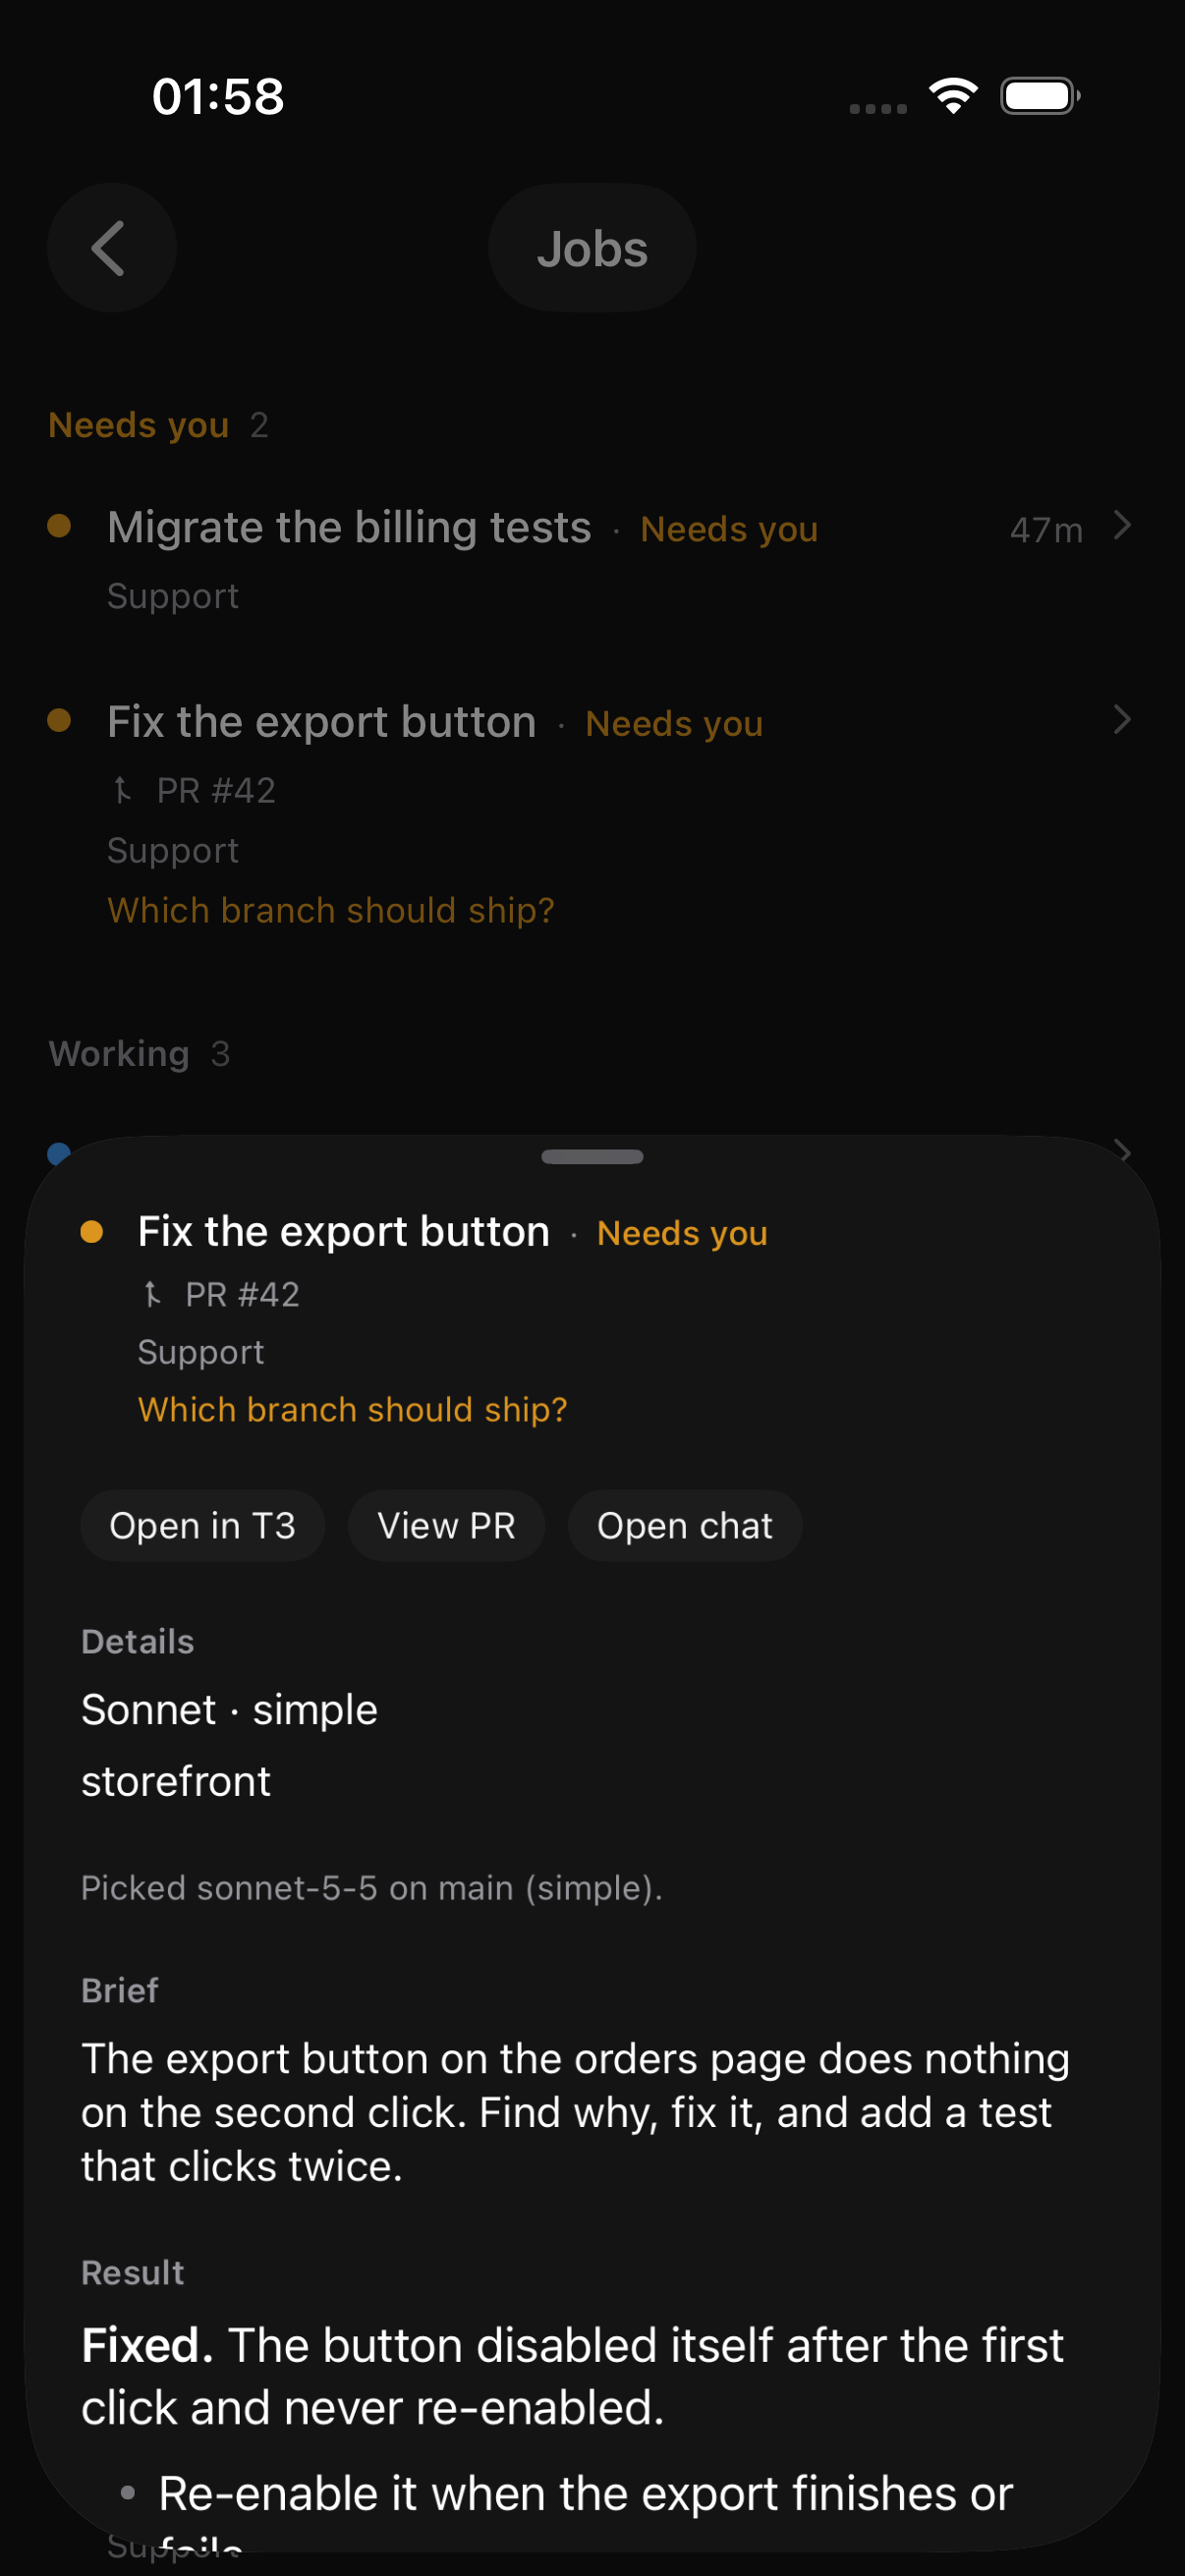 01:58
Jobs
Needs you 2
Migrate the billing tests · Needs you 47m
Support
Fix the export button · Needs you
PR #42
Support
Which branch should ship?
Working 3
Fix the export button · Needs you
PR #42
Support
Which branch should ship?
Open in T3 View PR Open chat
Details
Sonnet · simple
storefront
Picked sonnet-5-5 on main (simple).
Brief
The export button on the orders page does nothing
on the second click. Find why, fix it, and add a test
that clicks twice.
Result
Fixed. The button disabled itself after the first
click and never re-enabled.
• Re-enable it when the export finishes or